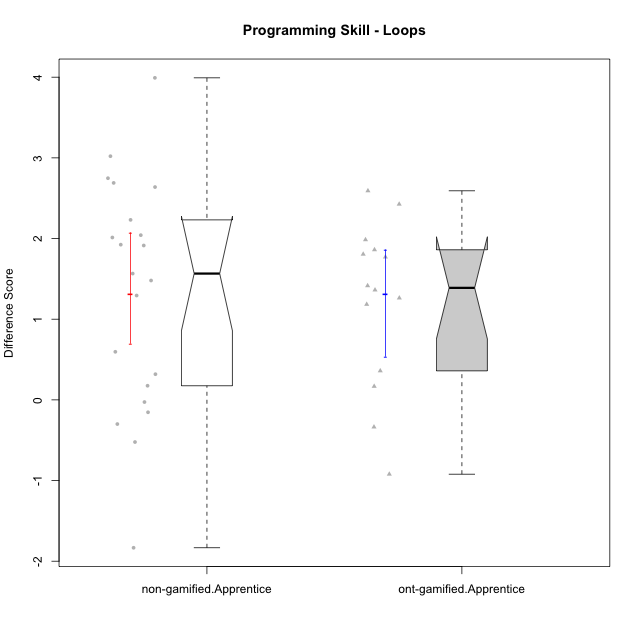 Programming Skill - Loops
Difference Score
4
3
2
1
0
-1
-2
non-gamified.Apprentice
ont-gamified.Apprentice